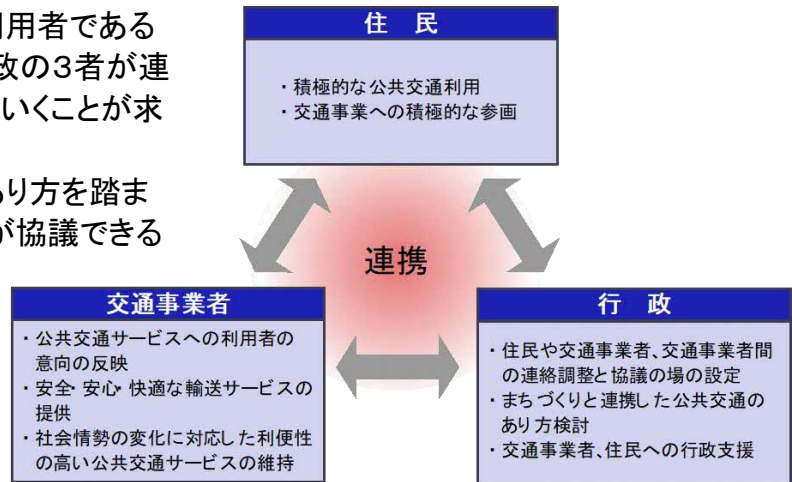 用者である
政の3者が連
いくことが求
り方を踏ま
が協議できる
住 民
・積極的な公共交通利用
・交通事業への積極的な参画
連携
交通事業者
・公共交通サービスへの利用者の
意向の反映
・安全・安心・快適な輸送サービスの
提供
・社会情勢の変化に対応した利便性
の高い公共交通サービスの維持
行 政
・住民や交通事業者、交通事業者間
の連絡調整と協議の場の設定
・まちづくりと連携した公共交通の
あり方検討
・交通事業者、住民への行政支援